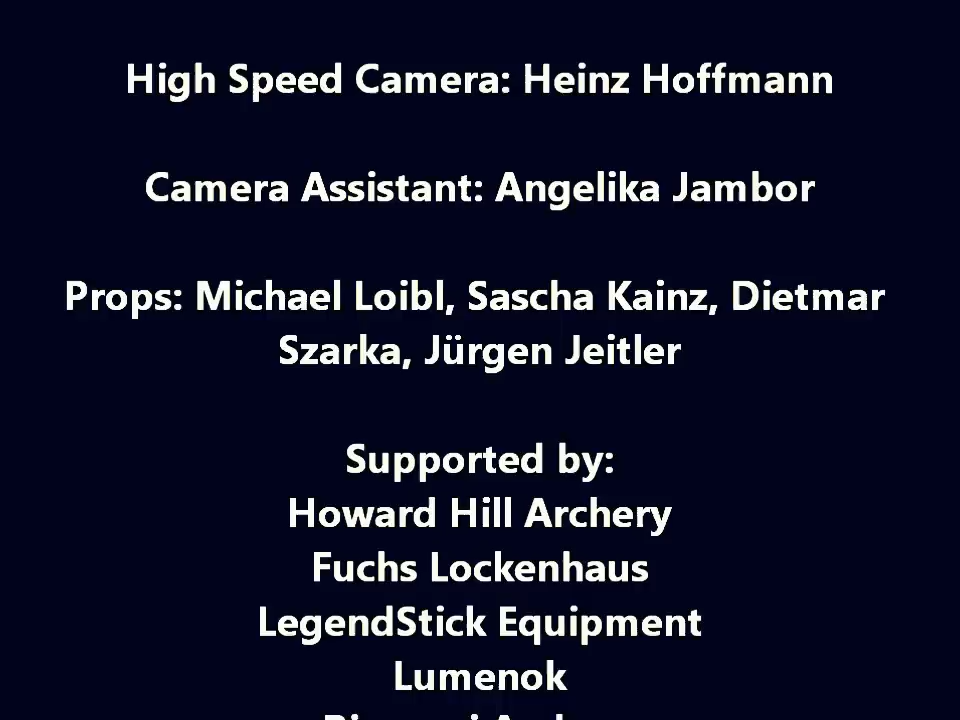 High Speed Camera: Heinz Hoffmann
Camera Assistant: Angelika Jambor
Props: Michael Loibl, Sascha Kainz, Dietmar
Szarka, Jürgen Jeitler
Supported by:
Howard Hill Archery
Fuchs Lockenhaus
LegendStick Equipment
Lumenok